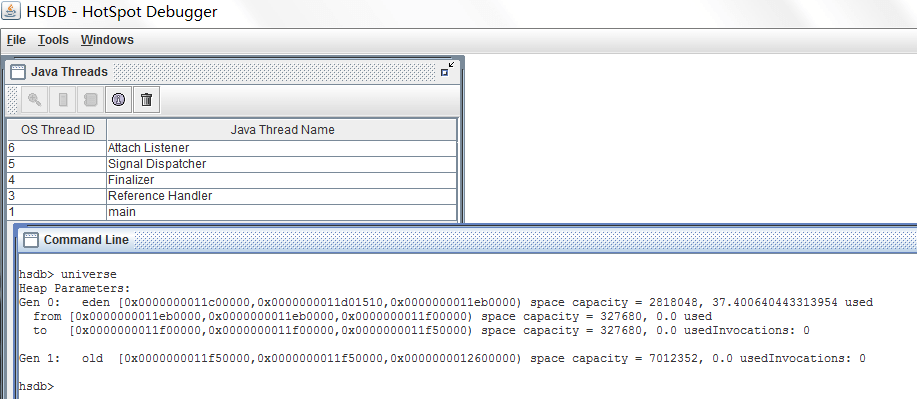 HSDB - HotSpot Debugger
File Tools Windows
Java Threads
OS Thread ID Java Thread Name
6 Attach Listener
5 Signal Dispatcher
4 Finalizer
3 Reference Handler
1 main
Command Line
hsdb> universe
Heap Parameters:
Gen 0:   eden [0x0000000011c00000,0x0000000011d01510,0x0000000011eb0000) space capacity = 2818048, 37.400640443313954 used
  from [0x0000000011eb0000,0x0000000011eb0000,0x0000000011f00000) space capacity = 327680, 0.0 used
  to   [0x0000000011f00000,0x0000000011f00000,0x0000000011f50000) space capacity = 327680, 0.0 usedInvocations: 0
Gen 1:   old  [0x0000000011f50000,0x0000000011f50000,0x0000000012600000) space capacity = 7012352, 0.0 usedInvocations: 0
hsdb>